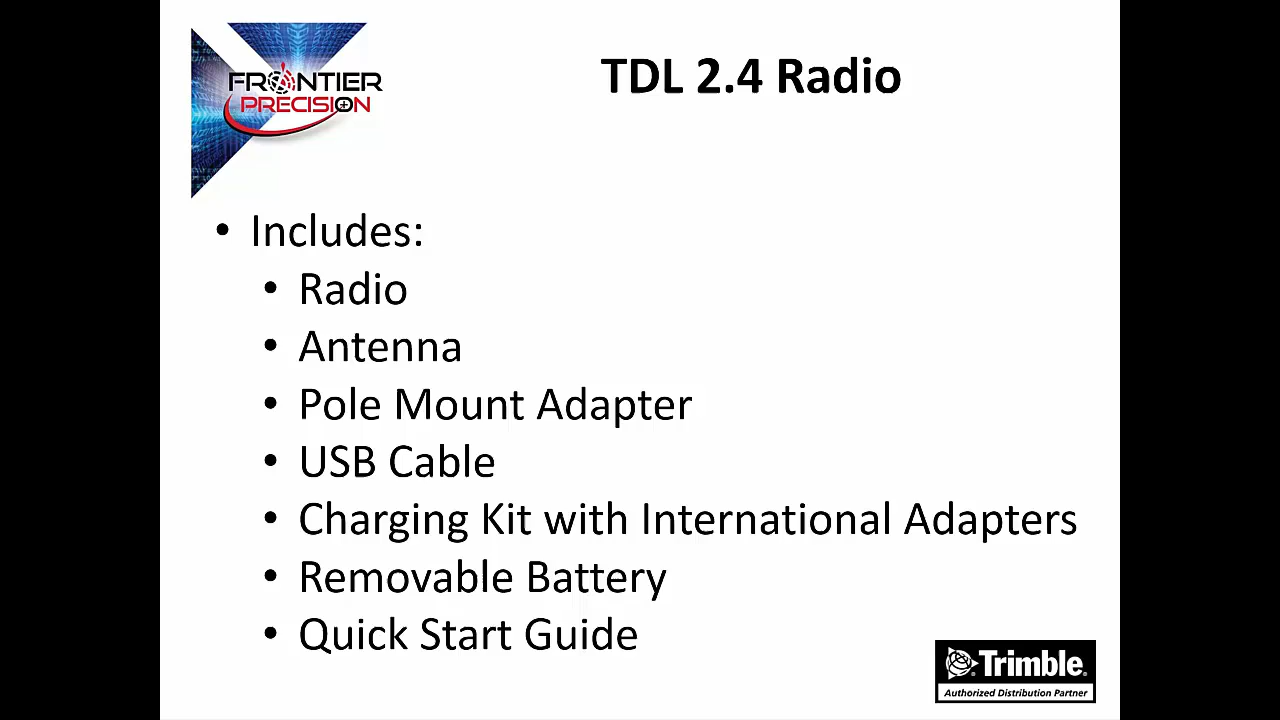 FRONTIER
PRECISION
TDL 2.4 Radio
• Includes:
• Radio
• Antenna
• Pole Mount Adapter
• USB Cable
• Charging Kit with International Adapters
• Removable Battery
• Quick Start Guide
Trimble®
Authorized Distribution Partner